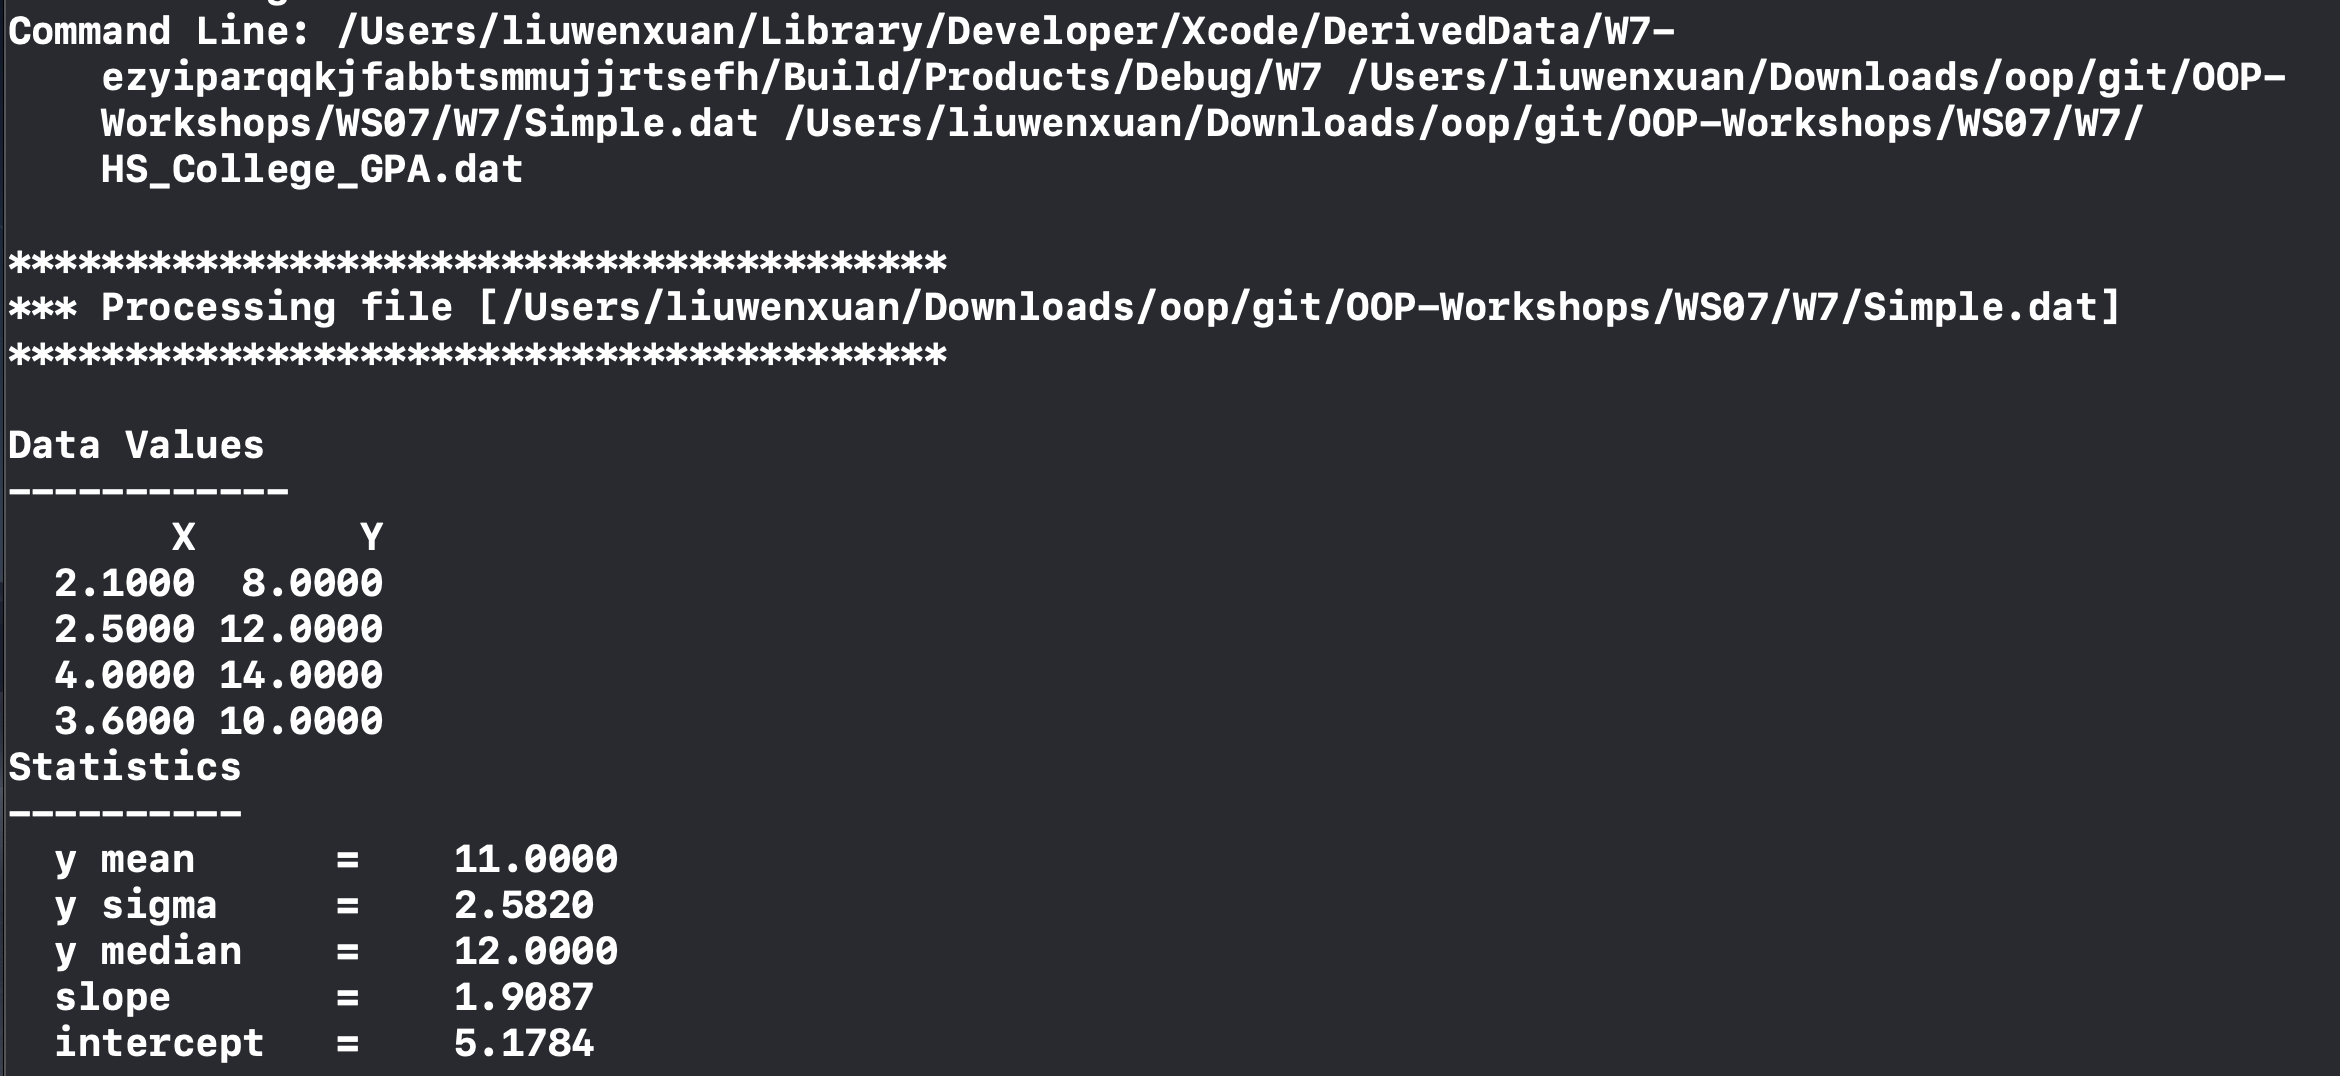 Command Line: /Users/liuwenxuan/Library/Developer/Xcode/DerivedData/W7-
ezyiparqqkjfabbtsmmujjrtsefh/Build/Products/Debug/W7 /Users/liuwenxuan/Downloads/oop/git/OOP-
Workshops/WS07/W7/Simple.dat /Users/liuwenxuan/Downloads/oop/git/OOP-Workshops/WS07/W7/
HS_College_GPA.dat
****************************************
*** Processing file [/Users/liuwenxuan/Downloads/oop/git/OOP-Workshops/WS07/W7/Simple.dat]
****************************************
Data Values
------------
X Y
2.1000 8.0000
2.5000 12.0000
4.0000 14.0000
3.6000 10.0000
Statistics
----------
y mean = 11.0000
y sigma = 2.5820
y median = 12.0000
slope = 1.9087
intercept = 5.1784